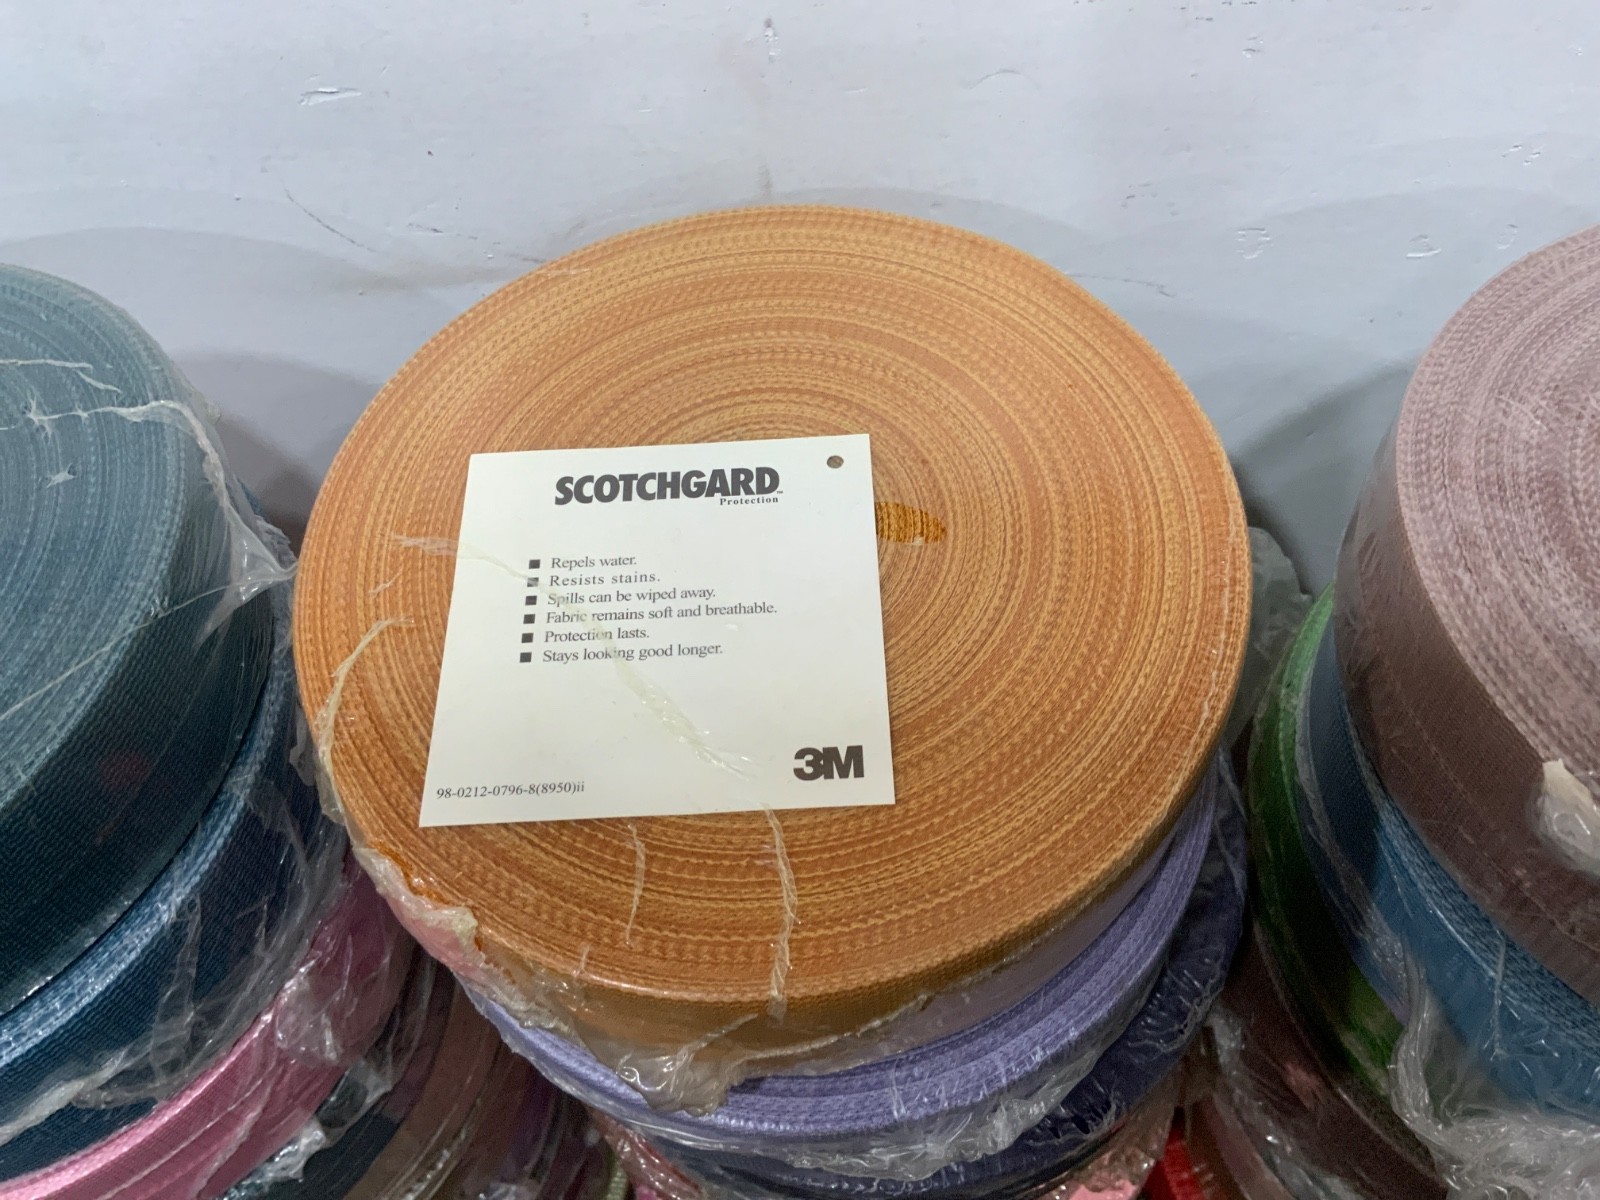 SCOTCHGARD™
Protection
■ Repels water.
■ Resists stains.
■ Spills can be wiped away.
■ Fabric remains soft and breathable.
■ Protection lasts.
■ Stays looking good longer.
3M
98-0212-0796-8(8950)ii